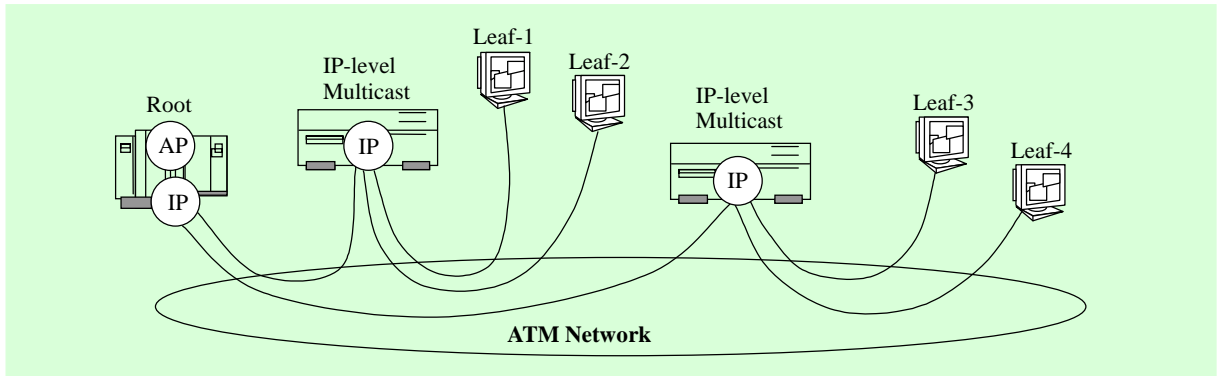 Root
AP
IP
IP-level
Multicast
IP
Leaf-1
Leaf-2
IP-level
Multicast
IP
Leaf-3
Leaf-4
ATM Network